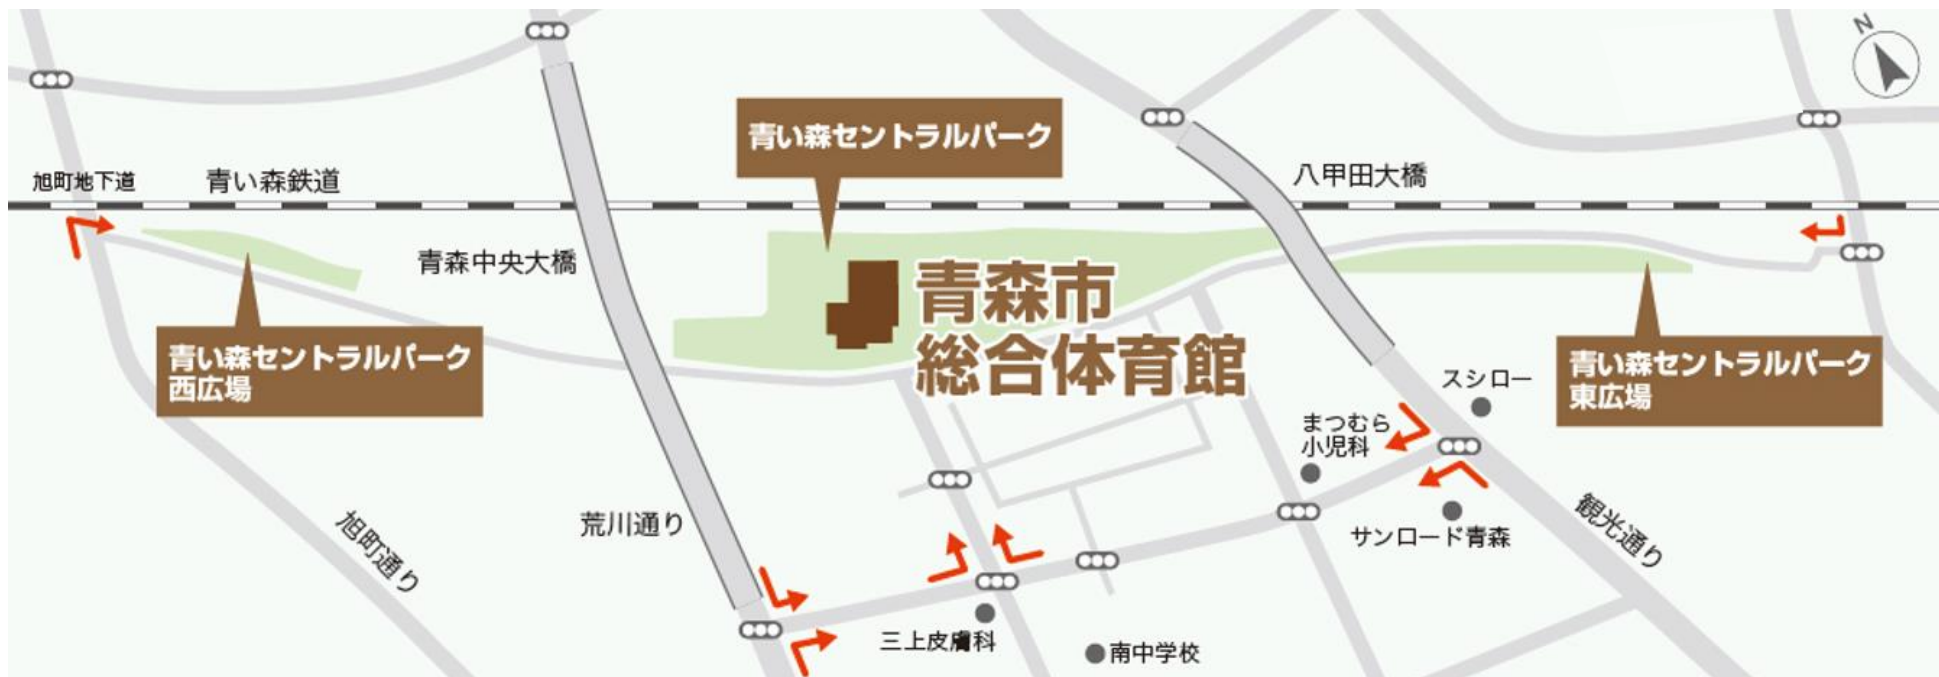 N
青い森セントラルパーク
八甲田大橋
旭町地下道
青い森鉄道
青森中央大橋
青森市
総合体育館
青い森セントラルパーク
西広場
青い森セントラルパーク
東広場
スシロー
まつむら
小児科
サンロード青森
観光通り
荒川通り
旭町通り
三上皮膚科
南中学校